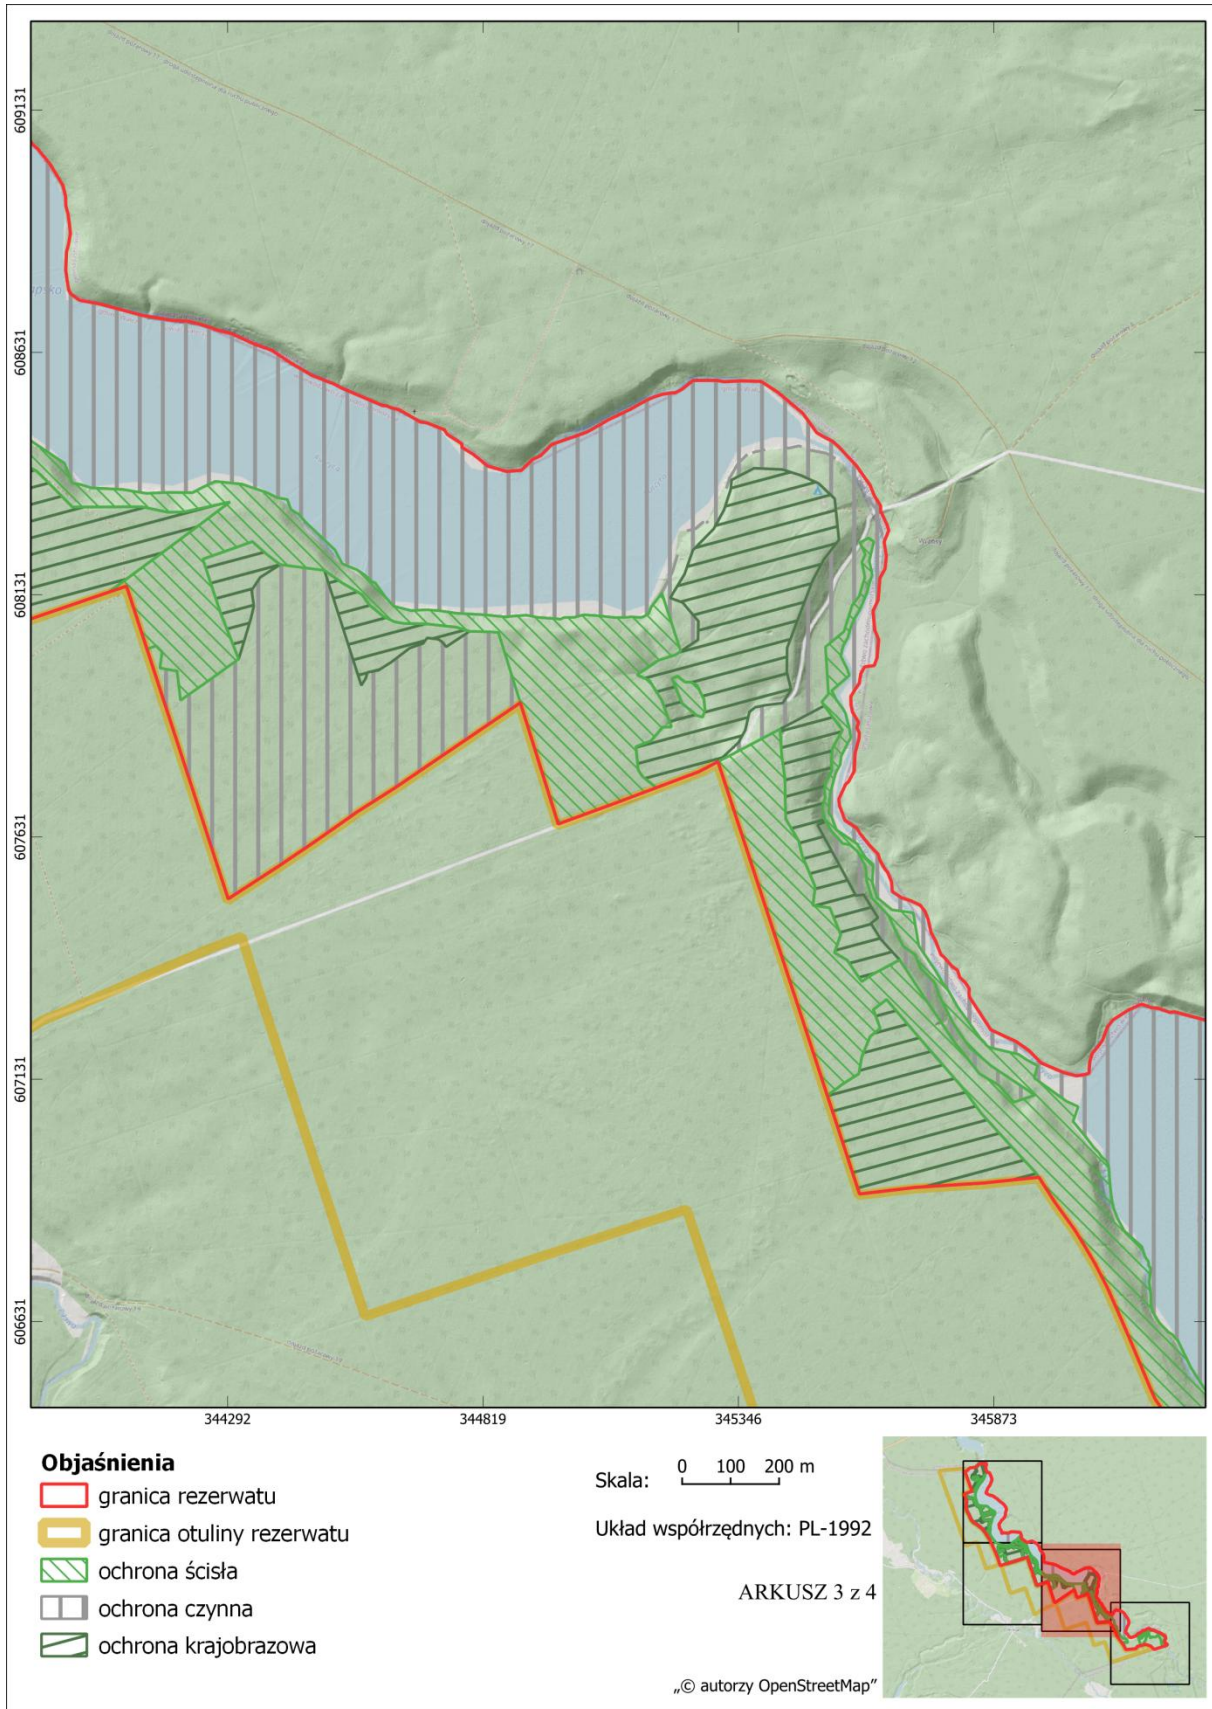 609131
608631
608131
607631
607131
606631
344292
344819
345346
345873
Objaśnienia
granica rezerwatu
granica otuliny rezerwatu
ochrona ścisła
ochrona czynna
ochrona krajobrazowa
Skala:
0 100 200 m
Układ współrzędnych: PL-1992
ARKUSZ 3 z 4
„© autorzy OpenStreetMap”